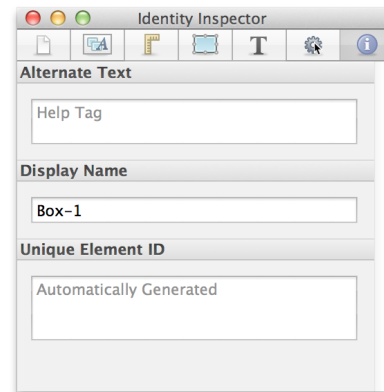 Identity Inspector
T
Alternate Text
Help Tag
Display Name
Box-1
Unique Element ID
Automatically Generated